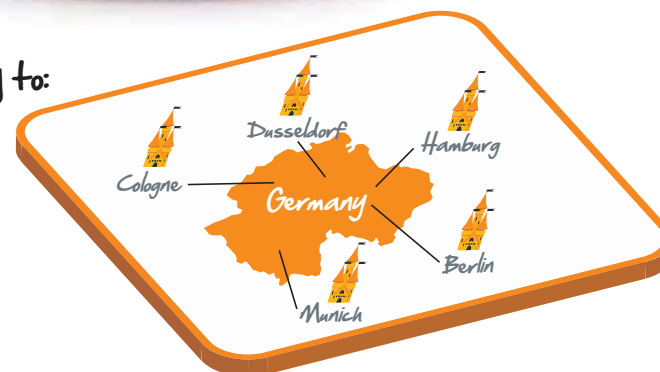 to:
Dusseldorf
Hamburg
Cologne
Germany
Berlin
Munich